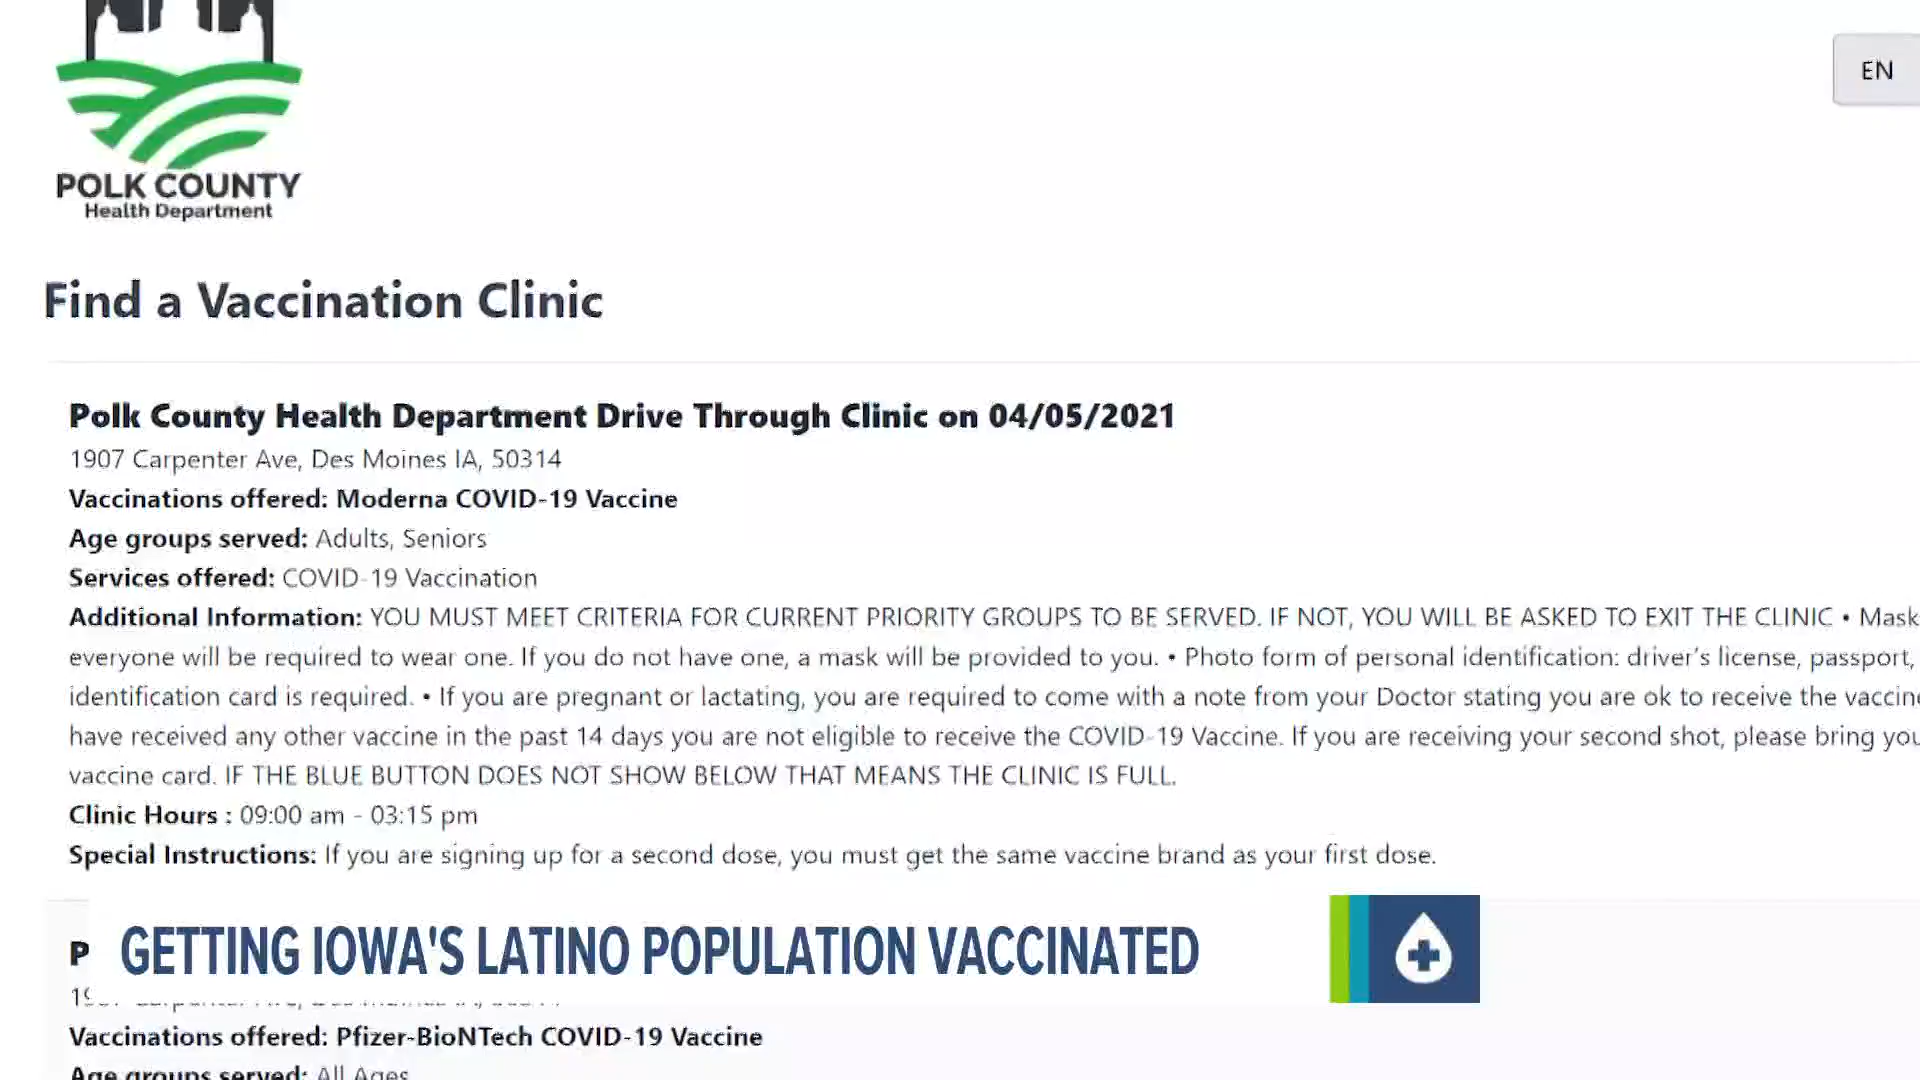 POLK COUNTY
Health Department
EN
Find a Vaccination Clinic
Polk County Health Department Drive Through Clinic on 04/05/2021
1907 Carpenter Ave, Des Moines IA, 50314
Vaccinations offered: Moderna COVID-19 Vaccine
Age groups served: Adults, Seniors
Services offered: COVID-19 Vaccination
Additional Information: YOU MUST MEET CRITERIA FOR CURRENT PRIORITY GROUPS TO BE SERVED. IF NOT, YOU WILL BE ASKED TO EXIT THE CLINIC • Mask
everyone will be required to wear one. If you do not have one, a mask will be provided to you. • Photo form of personal identification: driver's license, passport,
identification card is required. • If you are pregnant or lactating, you are required to come with a note from your Doctor stating you are ok to receive the vaccine
have received any other vaccine in the past 14 days you are not eligible to receive the COVID-19 Vaccine. If you are receiving your second shot, please bring you
vaccine card. IF THE BLUE BUTTON DOES NOT SHOW BELOW THAT MEANS THE CLINIC IS FULL.
Clinic Hours : 09:00 am - 03:15 pm
Special Instructions: If you are signing up for a second dose, you must get the same vaccine brand as your first dose.
P
GETTING IOWA'S LATINO POPULATION VACCINATED
Vaccinations offered: Pfizer-BioNTech COVID-19 Vaccine
Age groups served: All Ages